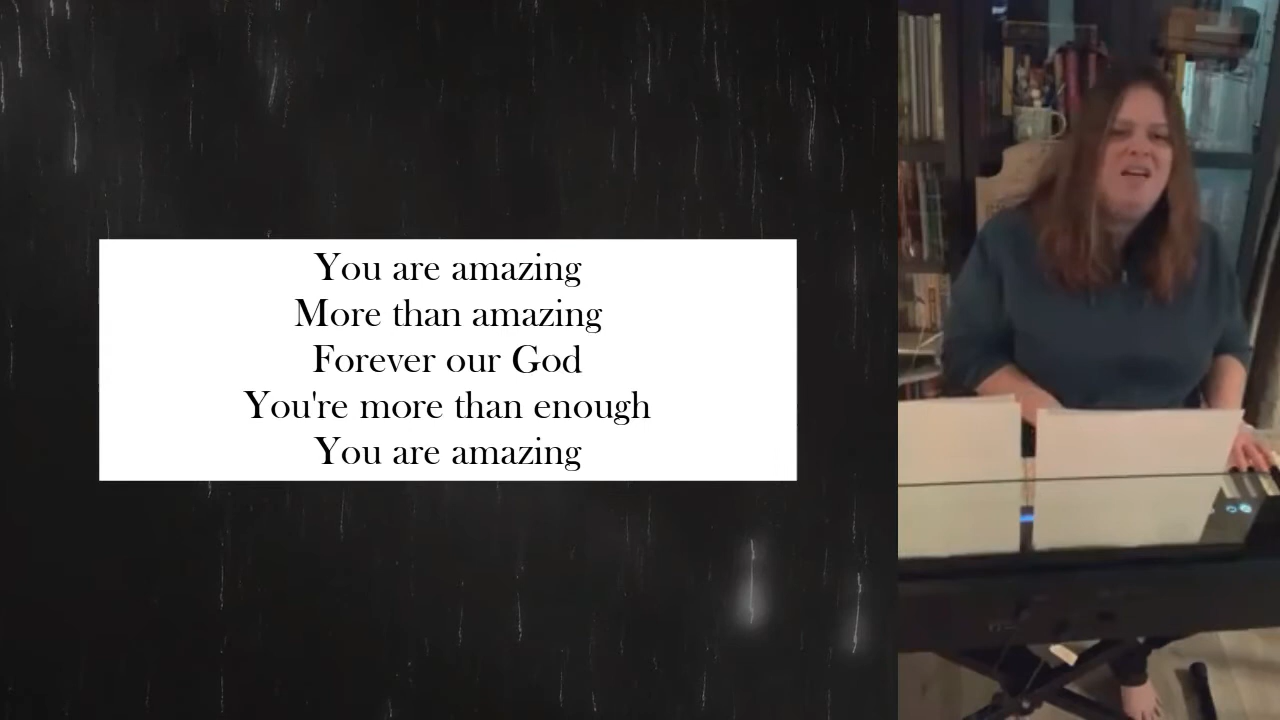 You are amazing
More than amazing
Forever our God
You're more than enough
You are amazing